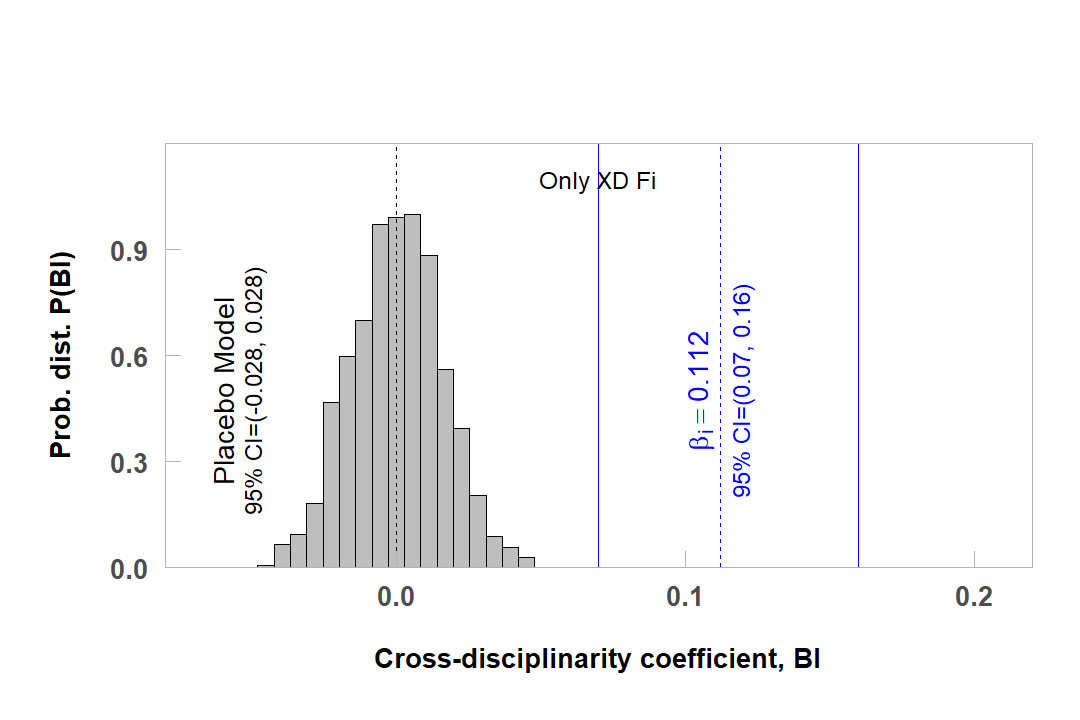 Only XD Fi
Prob. dist. P(BI)
0.9
0.6
0.3
0.0
Placebo Model
95% CI=(-0.028, 0.028)
βi = 0.112
95% CI=(0.07, 0.16)
0.0
0.1
0.2
Cross-disciplinarity coefficient, BI